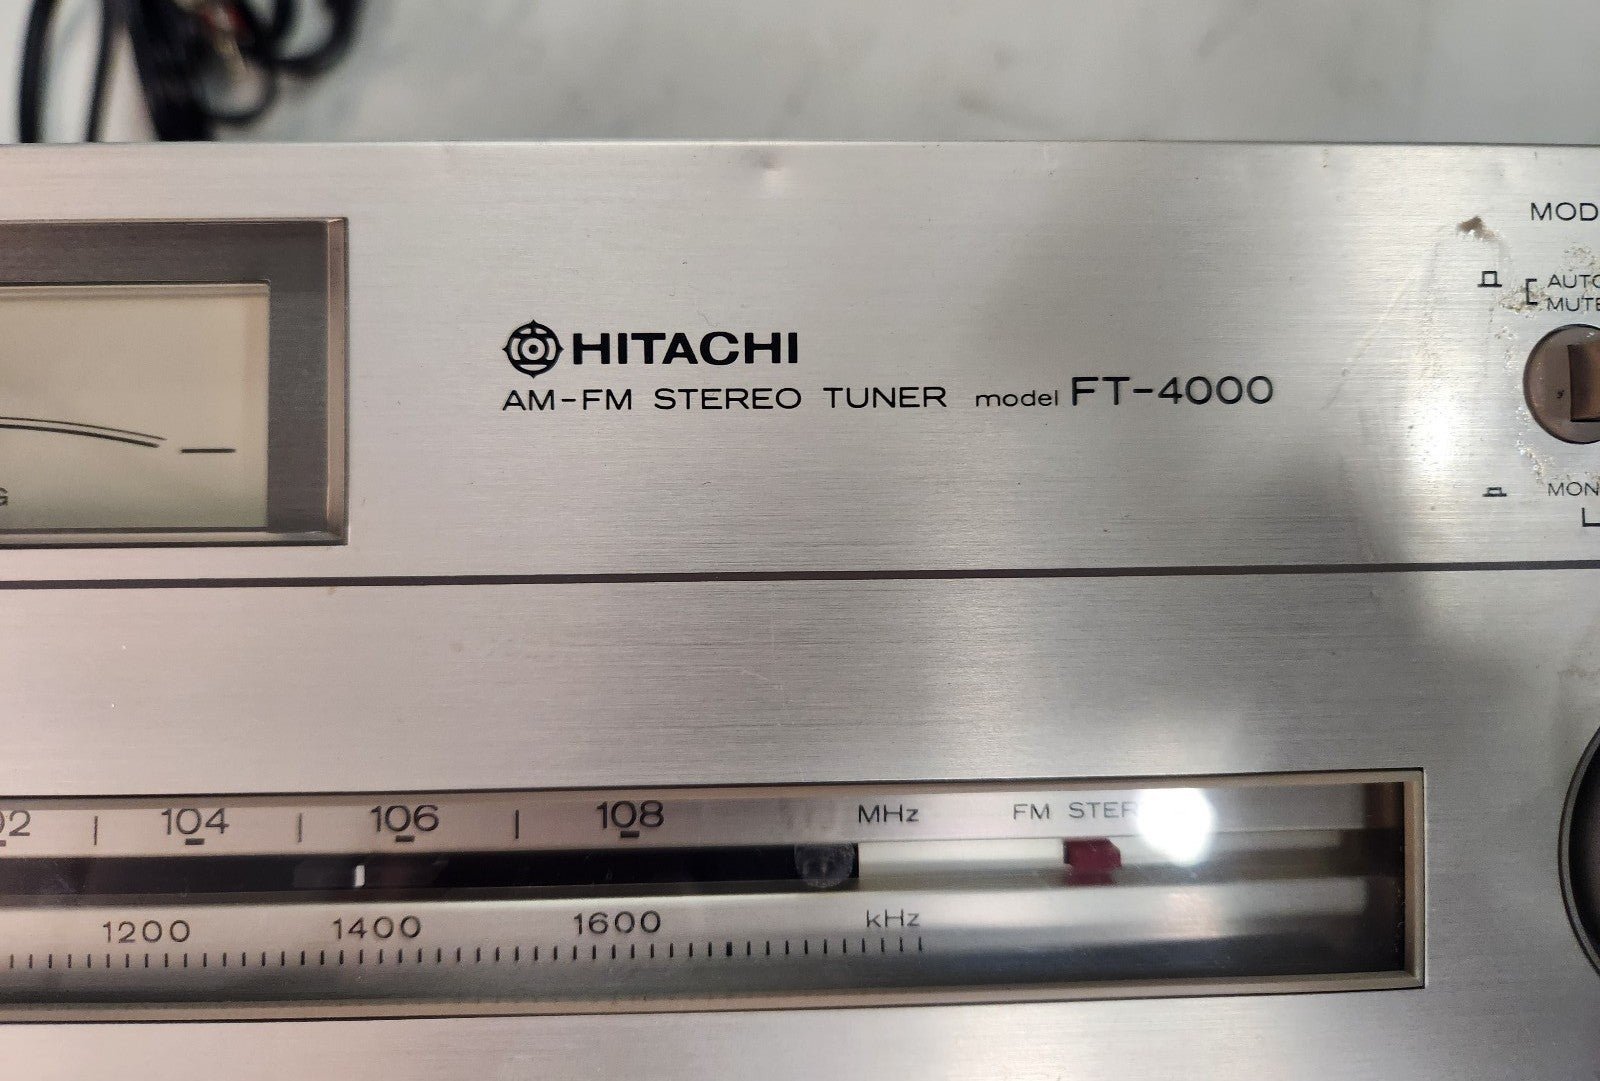 HITACHI
AM-FM STEREO TUNER model FT-4000
104 106 108 MHz FM
1200 1400 1600 kHz